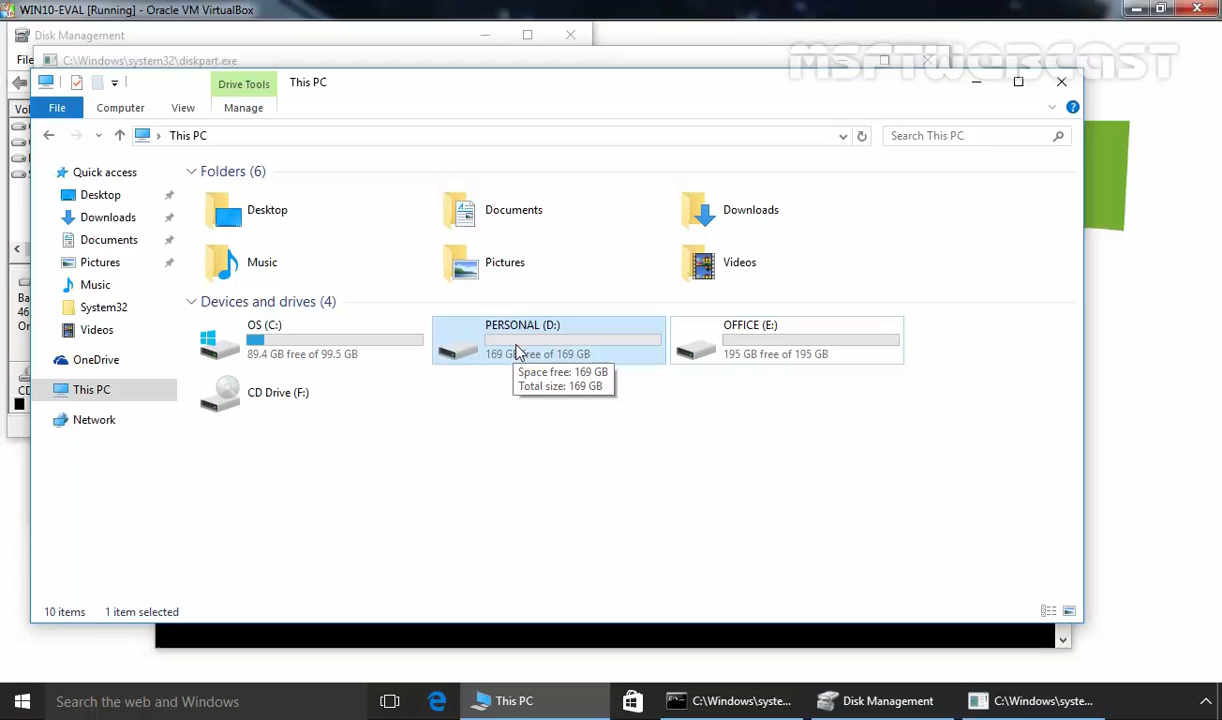 WIN10-EVAL [Running] - Oracle VM VirtualBox
Disk Management
C:\Windows\system32\diskpart.exe
MSFTWEBCAST
Drive Tools
This PC
File
Computer
View
Manage
This PC
Search This PC
Quick access
Desktop
Downloads
Documents
Pictures
Music
System32
Videos
OneDrive
This PC
Network
Folders (6)
Desktop
Documents
Downloads
Music
Pictures
Videos
Devices and drives (4)
OS (C:)
89.4 GB free of 99.5 GB
PERSONAL (D:)
169 GB free of 169 GB
OFFICE (E:)
195 GB free of 195 GB
Space free: 169 GB
Total size: 169 GB
CD Drive (F:)
10 items
1 item selected
Search the web and Windows
This PC
C:\Windows\syste...
Disk Management
C:\Windows\syste...